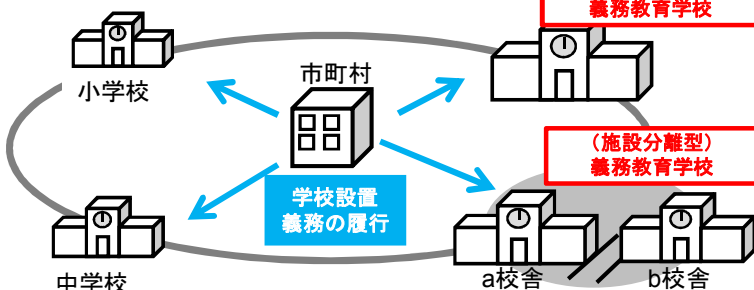 義務教育学校
小学校
市町村
(施設分離型)
義務教育学校
学校設置
義務の履行
中学校
a校舎
b校舎